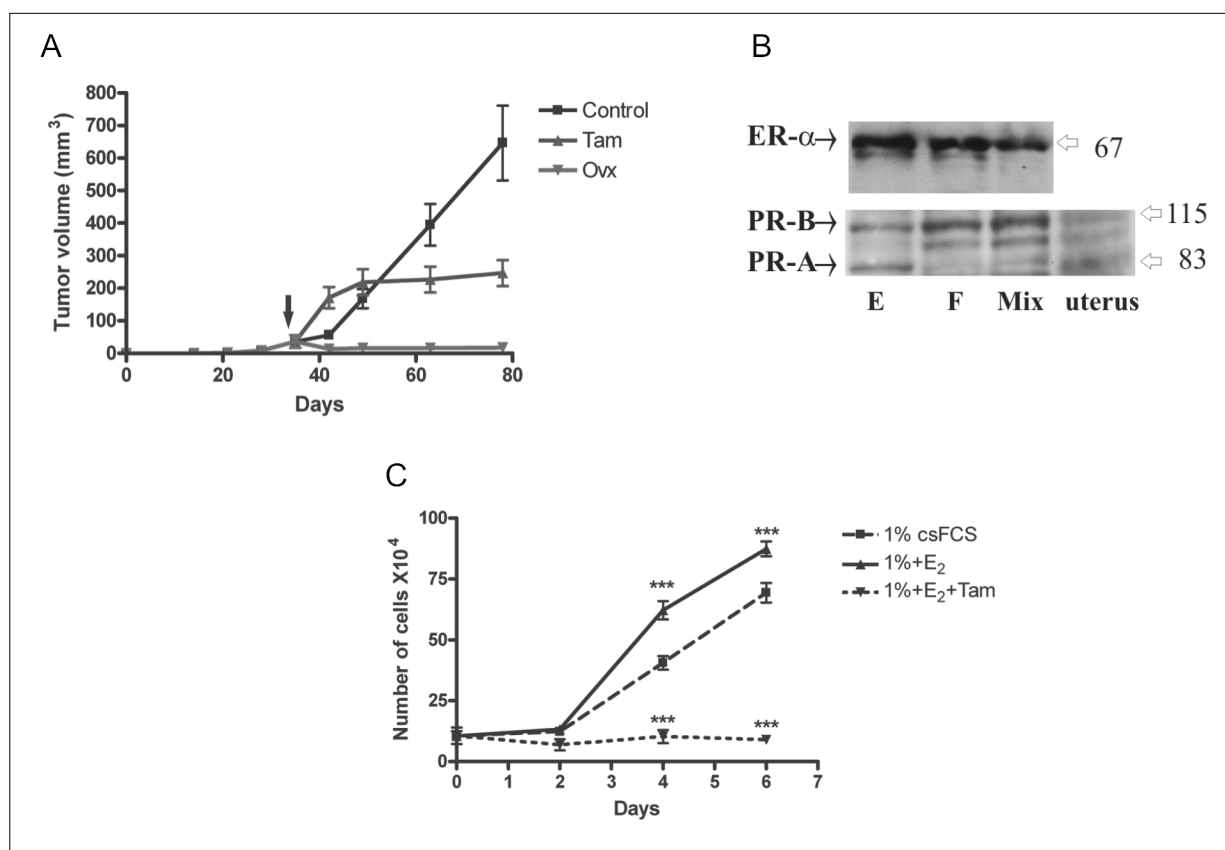 A
Tumor volume (mm³)
800
700
600
500
400
300
200
100
0
0 20 40 60 80
Days
Control
Tam
Ovx
B
ER-α→
67
PR-B→
115
PR-A→
83
E F Mix uterus
C
Number of cells X10⁴
100
75
50
25
0
0 1 2 3 4 5 6 7
Days
*** ***
*** ***
1% csFCS
1%+E₂
1%+E₂+Tam